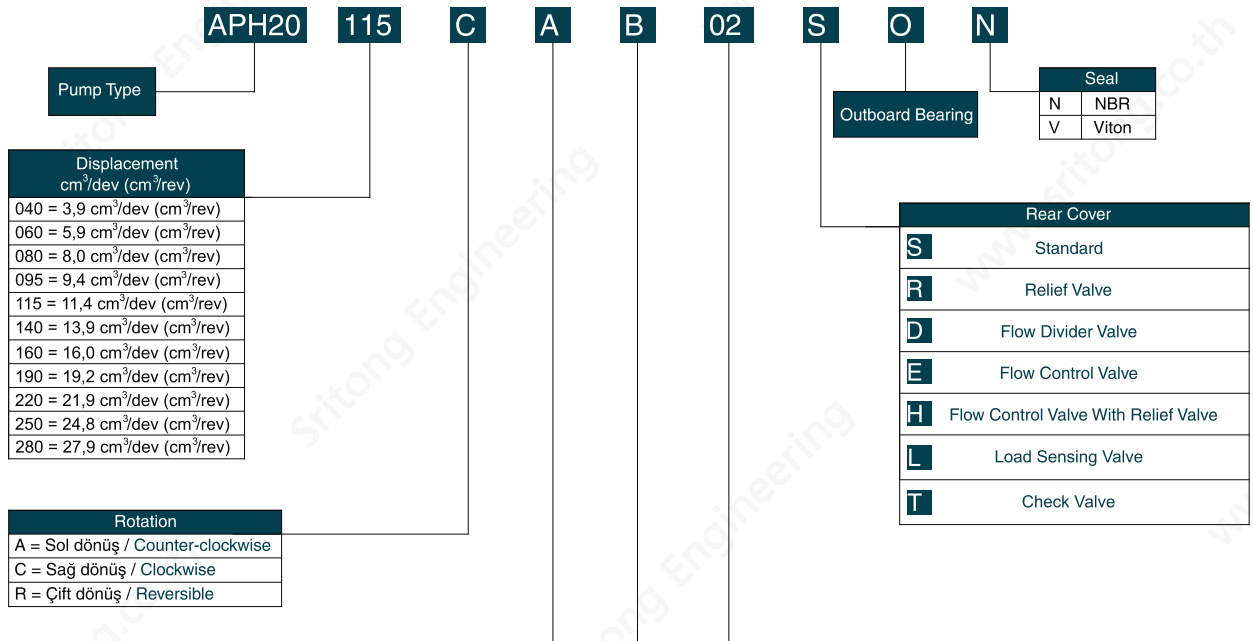 APH20 115 C A B 02 S O N
Pump Type
Outboard Bearing
Seal
N NBR
V Viton
Displacement
cm³/dev (cm³/rev)
040 = 3,9 cm³/dev (cm³/rev)
060 = 5,9 cm³/dev (cm³/rev)
080 = 8,0 cm³/dev (cm³/rev)
095 = 9,4 cm³/dev (cm³/rev)
115 = 11,4 cm³/dev (cm³/rev)
140 = 13,9 cm³/dev (cm³/rev)
160 = 16,0 cm³/dev (cm³/rev)
190 = 19,2 cm³/dev (cm³/rev)
220 = 21,9 cm³/dev (cm³/rev)
250 = 24,8 cm³/dev (cm³/rev)
280 = 27,9 cm³/dev (cm³/rev)
Rear Cover
S Standard
R Relief Valve
D Flow Divider Valve
E Flow Control Valve
H Flow Control Valve With Relief Valve
L Load Sensing Valve
T Check Valve
Rotation
A = Sol dönüş / Counter-clockwise
C = Sağ dönüş / Clockwise
R = Çift dönüş / Reversible
Sritong Engineering
www.sritong.co.th